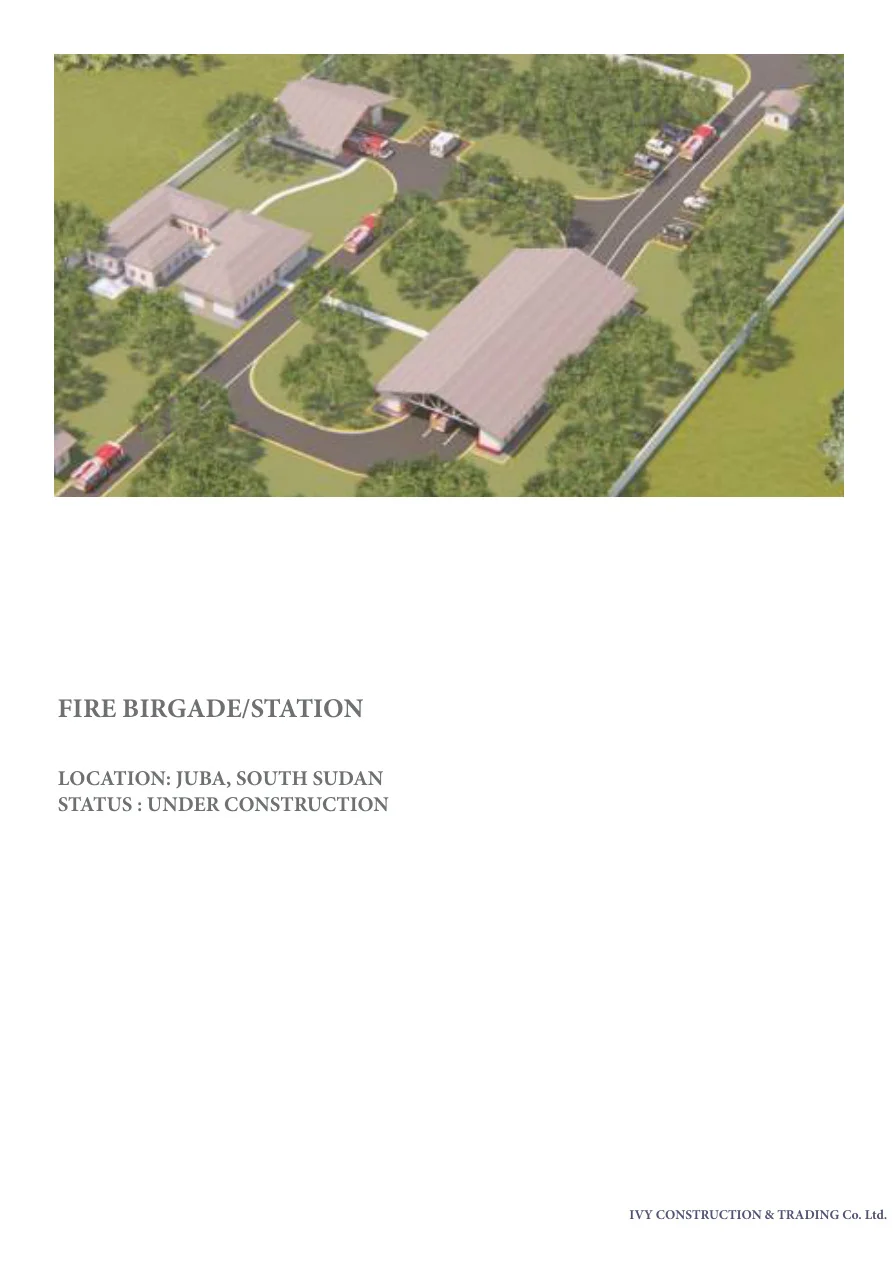 FIRE BIRGADE/STATION
LOCATION: JUBA, SOUTH SUDAN
STATUS : UNDER CONSTRUCTION
IVY CONSTRUCTION & TRADING Co. Ltd.